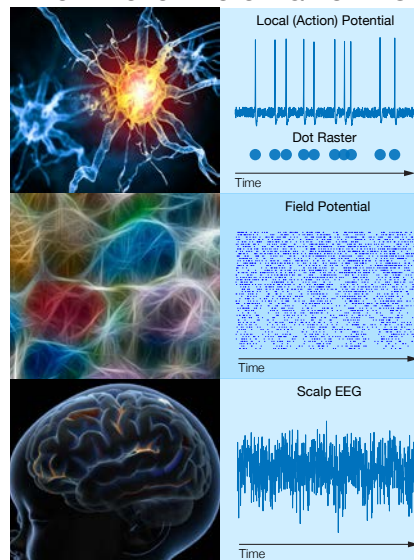 Local (Action) Potential
Dot Raster
Time
Field Potential
Time
Scalp EEG
Time